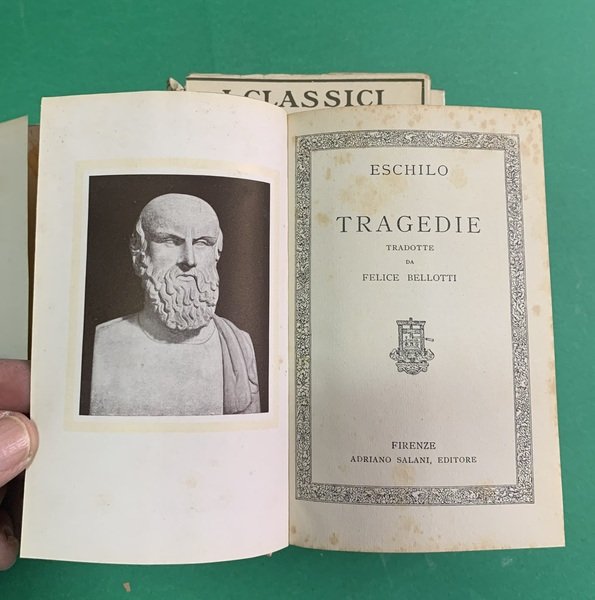 I CLASSICI
ESCHILO
TRAGEDIE
TRADOTTE
DA
FELICE BELLOTTI
FIRENZE
ADRIANO SALANI, EDITORE